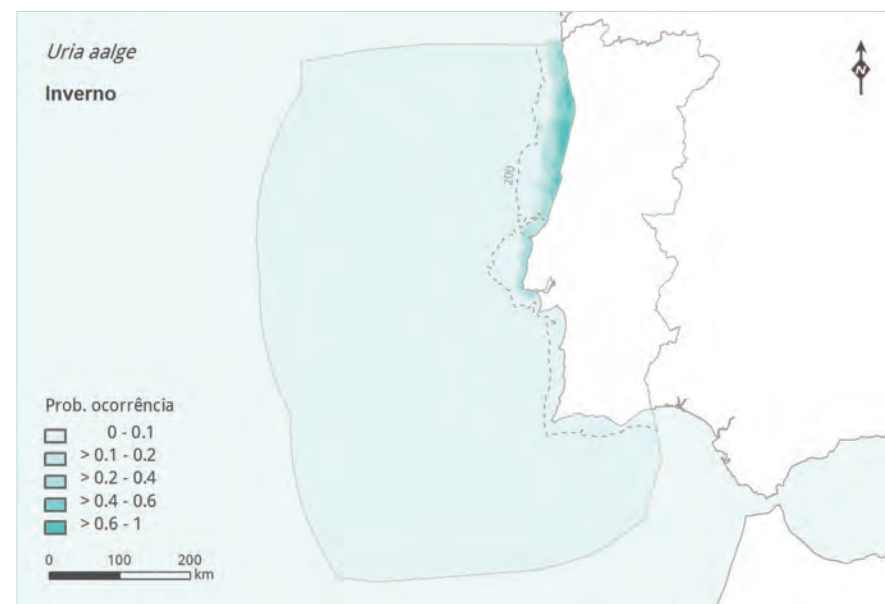 Uria aalge
Inverno
N
200
Prob. ocorrência
0 - 0.1
> 0.1 - 0.2
> 0.2 - 0.4
> 0.4 - 0.6
> 0.6 - 1
0 100 200
km